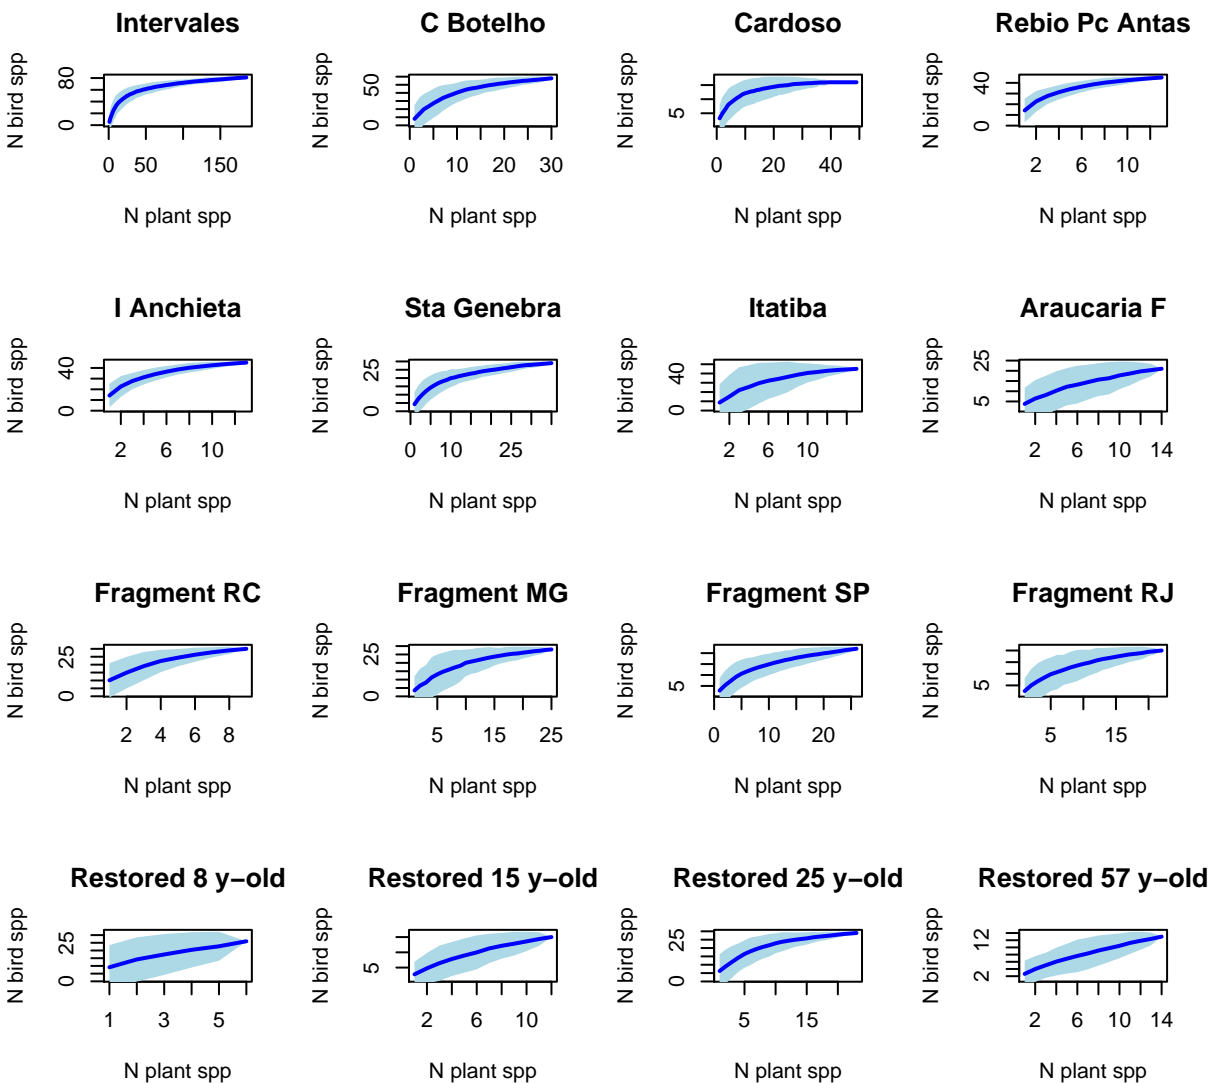 Intervales
C Botelho
Cardoso
Rebio Pc Antas
N bird spp
0
80
0 50 150
N plant spp
N bird spp
0
50
0 10 20 30
N plant spp
N bird spp
5
0 20 40
N plant spp
N bird spp
0
40
2 6 10
N plant spp
I Anchieta
Sta Genebra
Itatiba
Araucaria F
N bird spp
0
40
2 6 10
N plant spp
N bird spp
0
25
0 10 25
N plant spp
N bird spp
0
40
2 6 10
N plant spp
N bird spp
5
25
2 6 10 14
N plant spp
Fragment RC
Fragment MG
Fragment SP
Fragment RJ
N bird spp
0
25
2 4 6 8
N plant spp
N bird spp
0
25
5 15 25
N plant spp
N bird spp
5
0 10 20
N plant spp
N bird spp
5
5 15
N plant spp
Restored 8 y−old
Restored 15 y−old
Restored 25 y−old
Restored 57 y−old
N bird spp
0
25
1 3 5
N plant spp
N bird spp
5
2 6 10
N plant spp
N bird spp
0
25
5 15
N plant spp
N bird spp
2
12
2 6 10 14
N plant spp